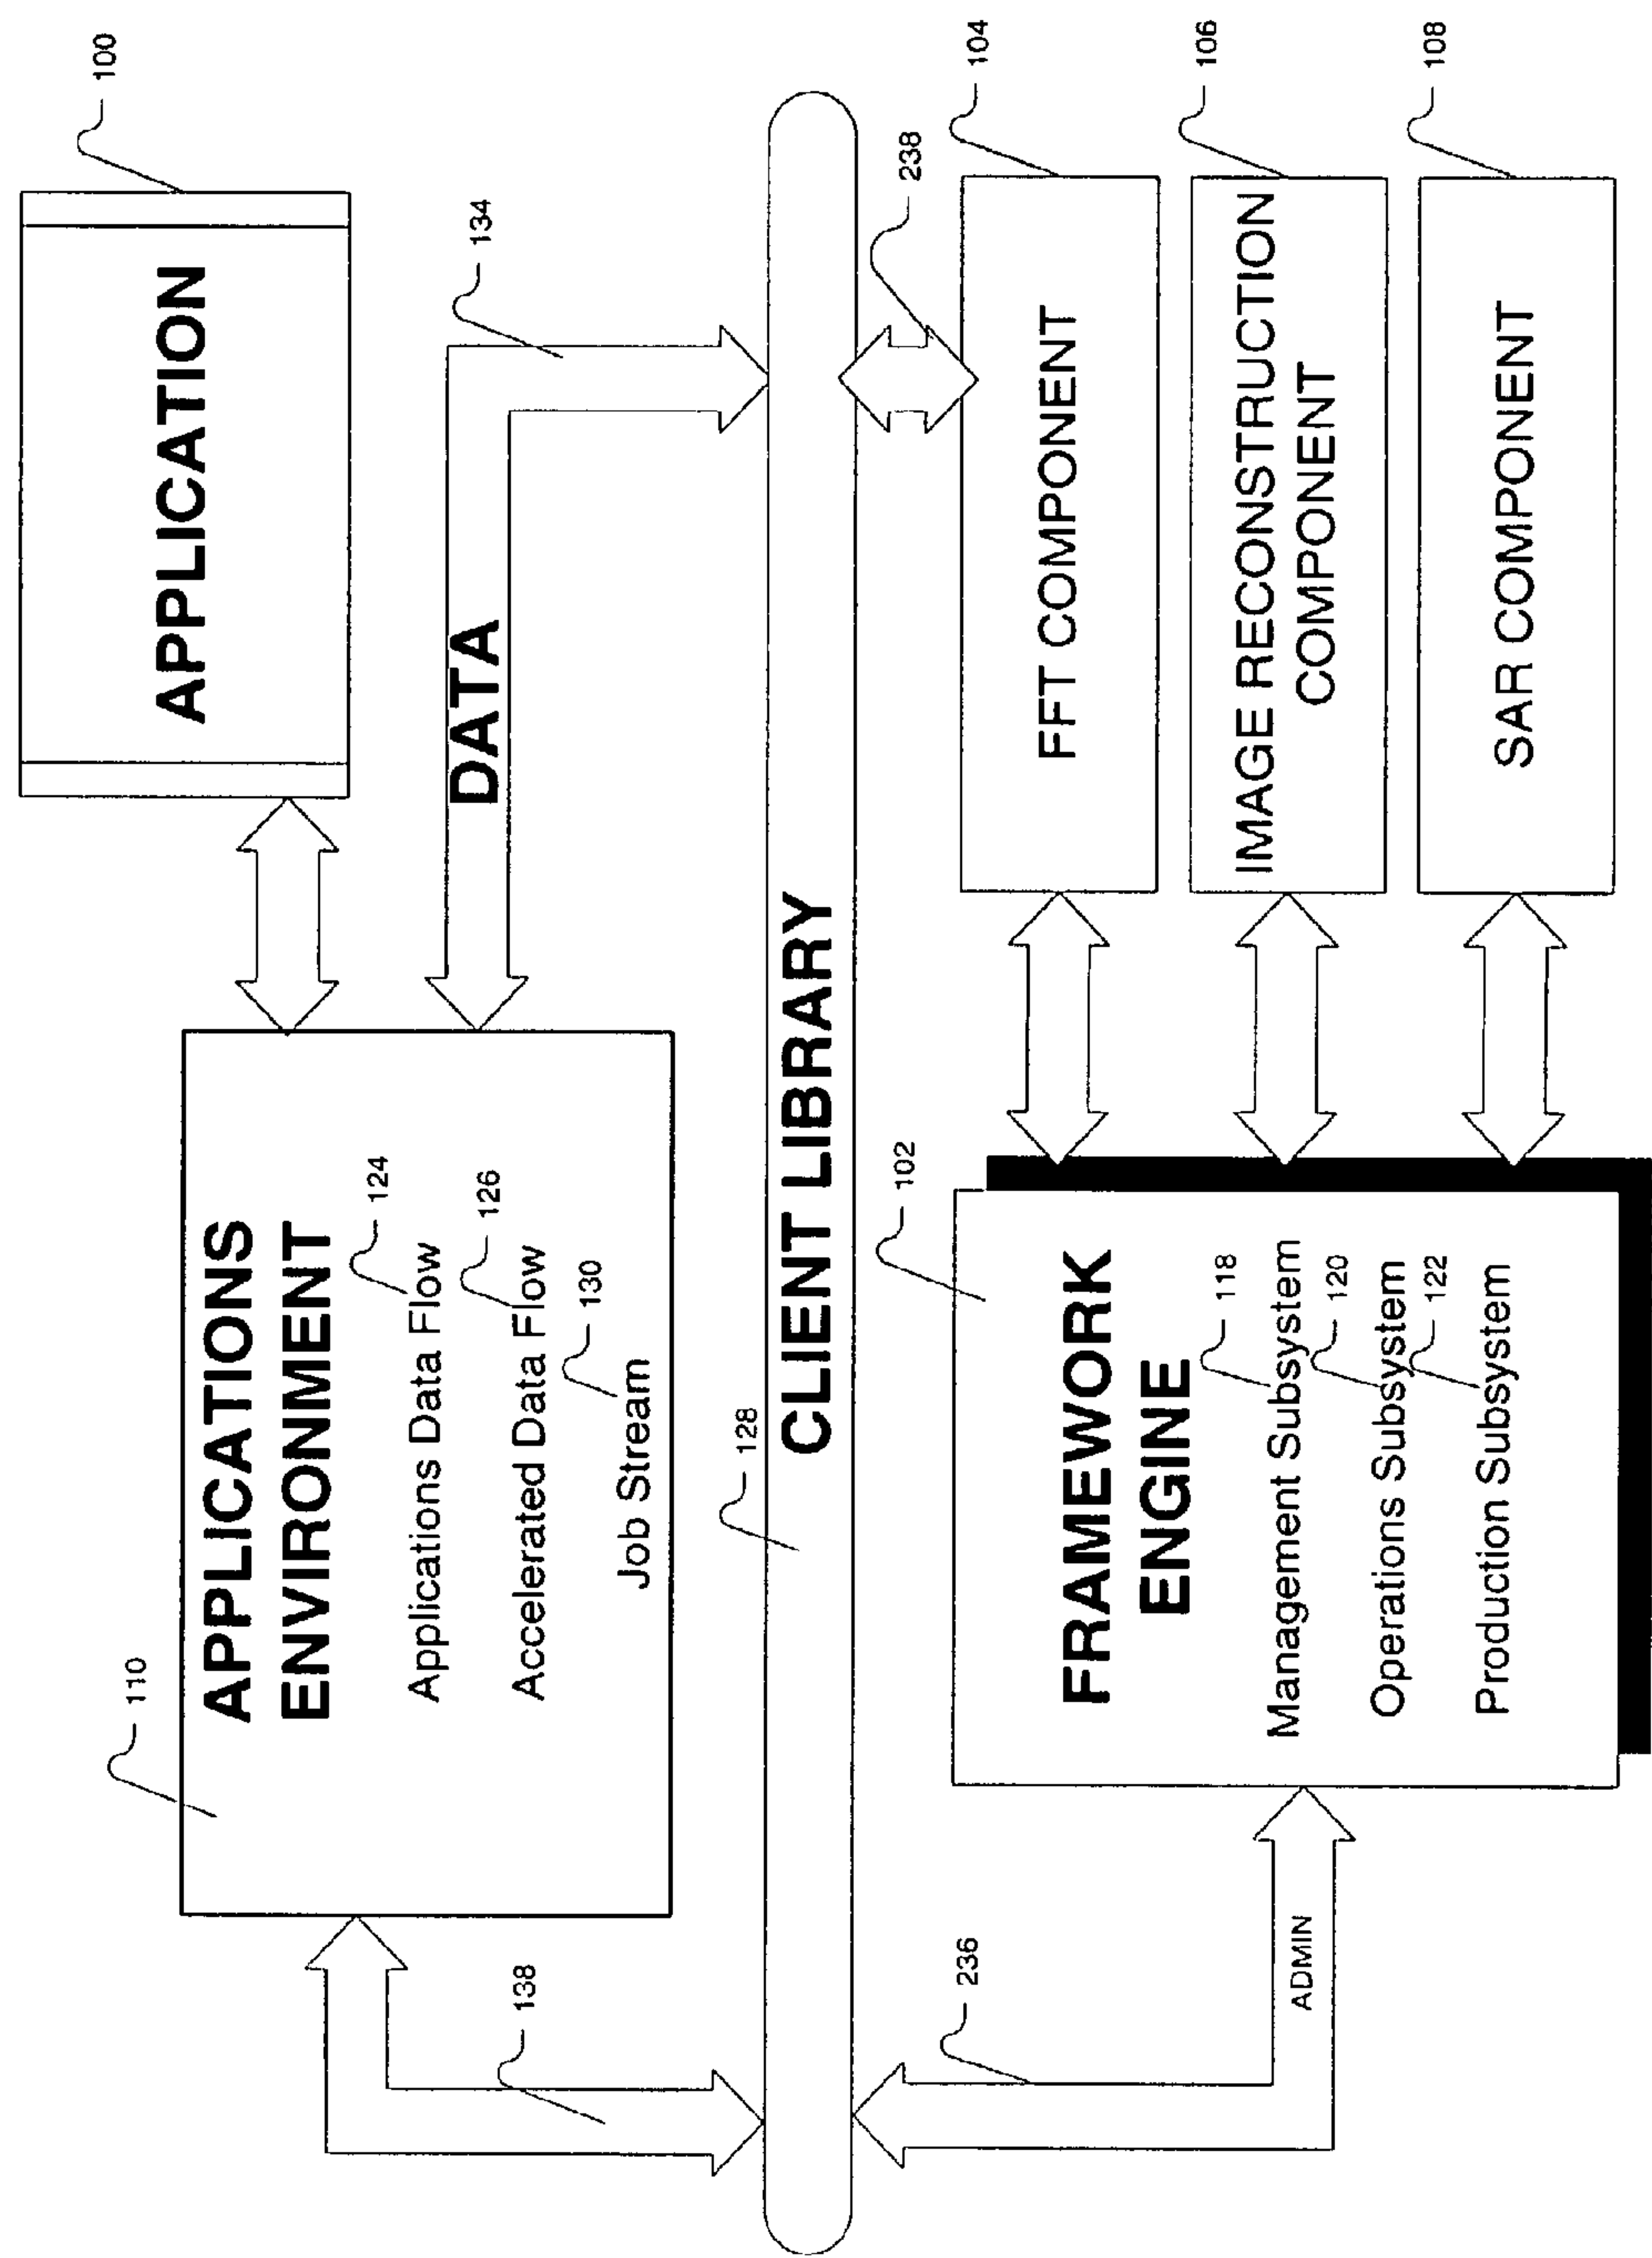 110
APPLICATIONS
ENVIRONMENT
124
Applications Data Flow
126
Accelerated Data Flow
130
Job Stream
100
APPLICATION
DATA
134
138
128
CLIENT LIBRARY
238
236
ADMIN
102
FRAMEWORK
ENGINE
118
Management Subsystem
120
Operations Subsystem
122
Production Subsystem
104
FFT COMPONENT
106
IMAGE RECONSTRUCTION
COMPONENT
108
SAR COMPONENT